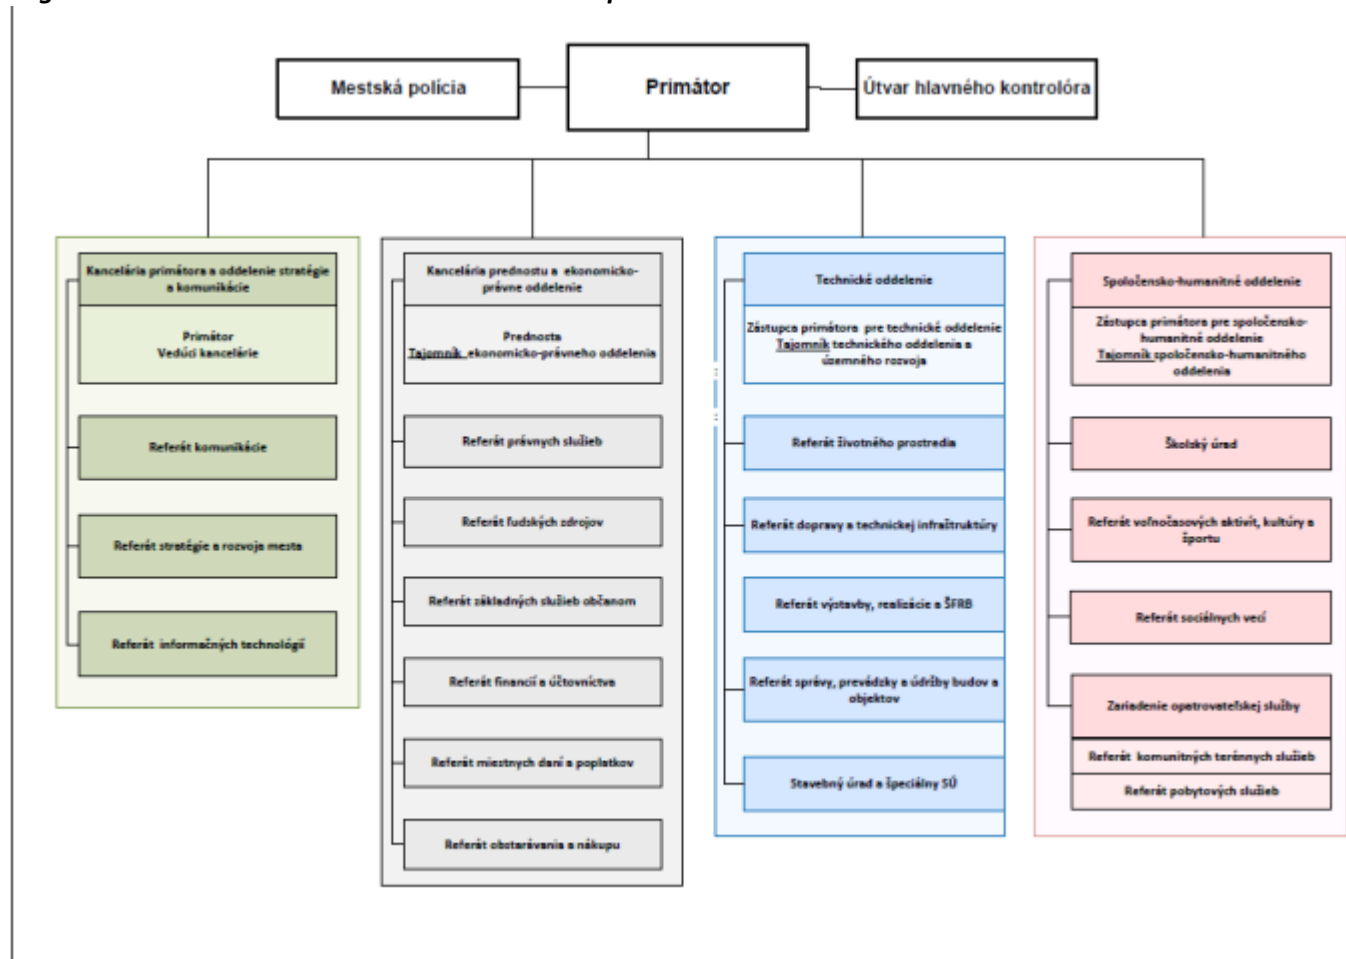 Mestská polícia
Primátor
Útvar hlavného kontrolóra
Kancelária primátora a oddelenie stratégie
a komunikácie
Primátor
Vedúci kancelárie
Referát komunikácie
Referát stratégie a rozvoja mesta
Referát informačných technológií
Kancelária prednostu a ekonomicko-
právne oddelenie
Prednosta
Tajomník ekonomicko-právneho oddelenia
Referát právnych služieb
Referát ľudských zdrojov
Referát základných služieb občanom
Referát financií a účtovníctva
Referát miestnych daní a poplatkov
Referát obstarávania a nákupu
Technické oddelenie
Zástupca primátora pre technické oddelenie
Tajomník technického oddelenia a
územného rozvoja
Referát životného prostredia
Referát dopravy a technickej infraštruktúry
Referát výstavby, realizácie a ŠFRB
Referát správy, prevádzky a údržby budov a
objektov
Stavebný úrad a špeciálny SÚ
Spoločensko-humanitné oddelenie
Zástupca primátora pre spoločensko-
humanitné oddelenie
Tajomník spoločensko-humanitného
oddelenia
Školský úrad
Referát voľnočasových aktivít, kultúry a
športu
Referát sociálnych vecí
Zariadenie opatrovateľskej služby
Referát komunitných terénnych služieb
Referát pobytových služieb